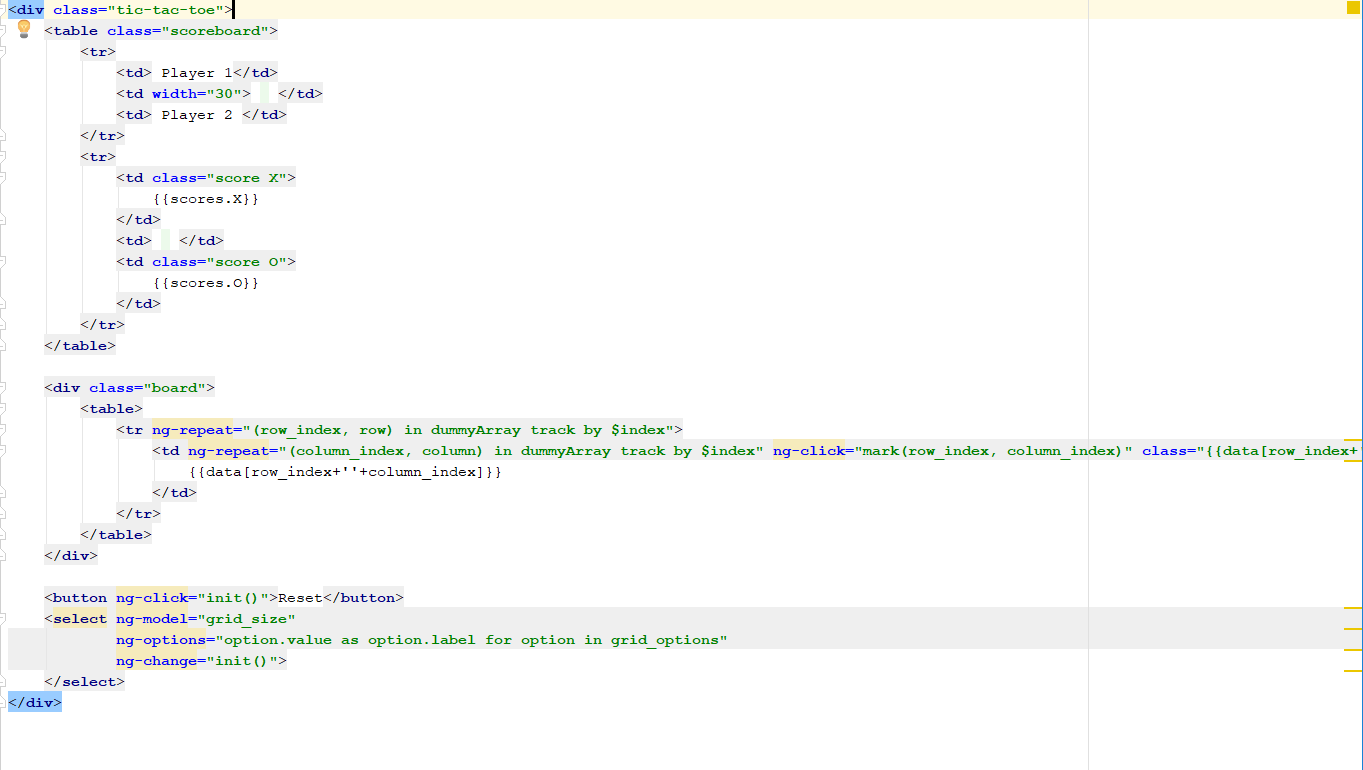 <div class="tic-tac-toe">
<table class="scoreboard">
<tr>
<td> Player 1</td>
<td width="30">   </td>
<td> Player 2 </td>
</tr>
<tr>
<td class="score X">
{{scores.X}}
</td>
<td>   </td>
<td class="score O">
{{scores.O}}
</td>
</tr>
</table>
<div class="board">
<table>
<tr ng-repeat="(row_index, row) in dummyArray track by $index">
<td ng-repeat="(column_index, column) in dummyArray track by $index" ng-click="mark(row_index, column_index)" class="{{data[row_index+'
{{data[row_index+''+column_index]}}
</td>
</tr>
</table>
</div>
<button ng-click="init()">Reset</button>
<select ng-model="grid_size"
ng-options="option.value as option.label for option in grid_options"
ng-change="init()">
</select>
</div>